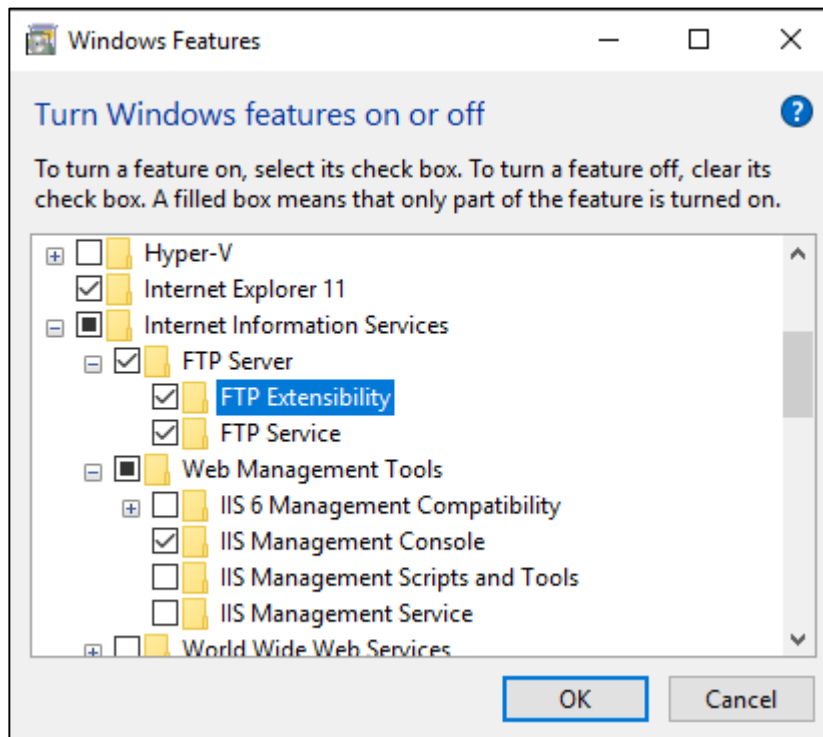 Windows Features
Turn Windows features on or off
To turn a feature on, select its check box. To turn a feature off, clear its
check box. A filled box means that only part of the feature is turned on.
Hyper-V
Internet Explorer 11
Internet Information Services
FTP Server
FTP Extensibility
FTP Service
Web Management Tools
IIS 6 Management Compatibility
IIS Management Console
IIS Management Scripts and Tools
IIS Management Service
World Wide Web Services
OK Cancel